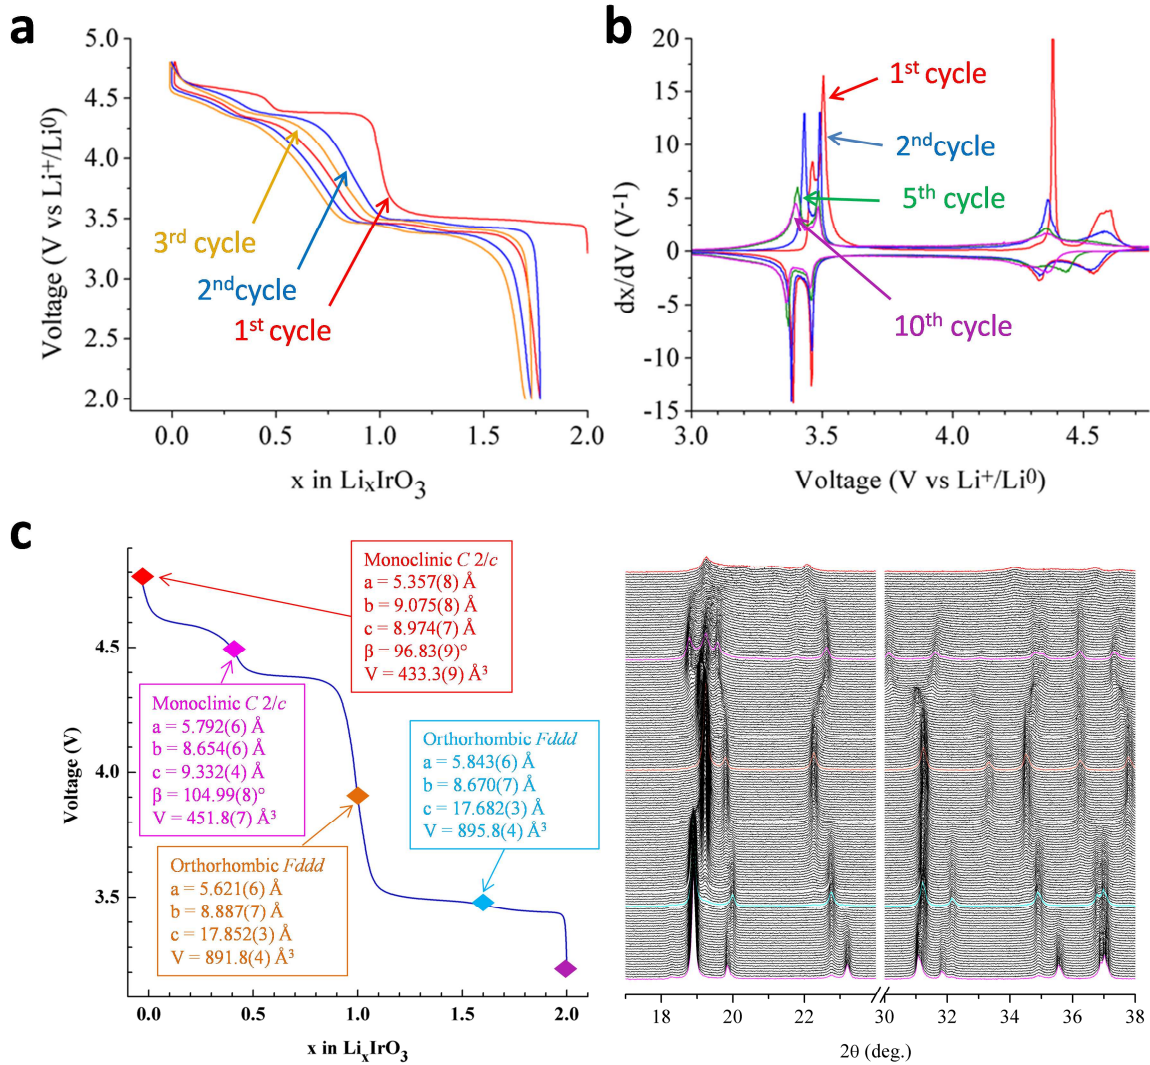 a
5.0
4.5
4.0
3.5
3.0
2.5
2.0
Voltage (V vs Li⁺/Li⁰)
3ʳᵈ cycle
2ⁿᵈcycle
1ˢᵗ cycle
0.0 0.5 1.0 1.5 2.0
x in LiₓIrO₃
b
20
15
10
5
0
-5
-10
-15
dx/dV (V⁻¹)
1ˢᵗ cycle
2ⁿᵈcycle
5ᵗʰ cycle
10ᵗʰ cycle
3.0 3.5 4.0 4.5
Voltage (V vs Li⁺/Li⁰)
c
4.5
4.0
3.5
Voltage (V)
Monoclinic C 2/c
a = 5.357(8) Å
b = 9.075(8) Å
c = 8.974(7) Å
β = 96.83(9)°
V = 433.3(9) Å³
Monoclinic C 2/c
a = 5.792(6) Å
b = 8.654(6) Å
c = 9.332(4) Å
β = 104.99(8)°
V = 451.8(7) Å³
Orthorhombic Fddd
a = 5.843(6) Å
b = 8.670(7) Å
c = 17.682(3) Å
V = 895.8(4) Å³
Orthorhombic Fddd
a = 5.621(6) Å
b = 8.887(7) Å
c = 17.852(3) Å
V = 891.8(4) Å³
0.0 0.5 1.0 1.5 2.0
x in LiₓIrO₃
18 20 22 30 32 34 36 38
2θ (deg.)